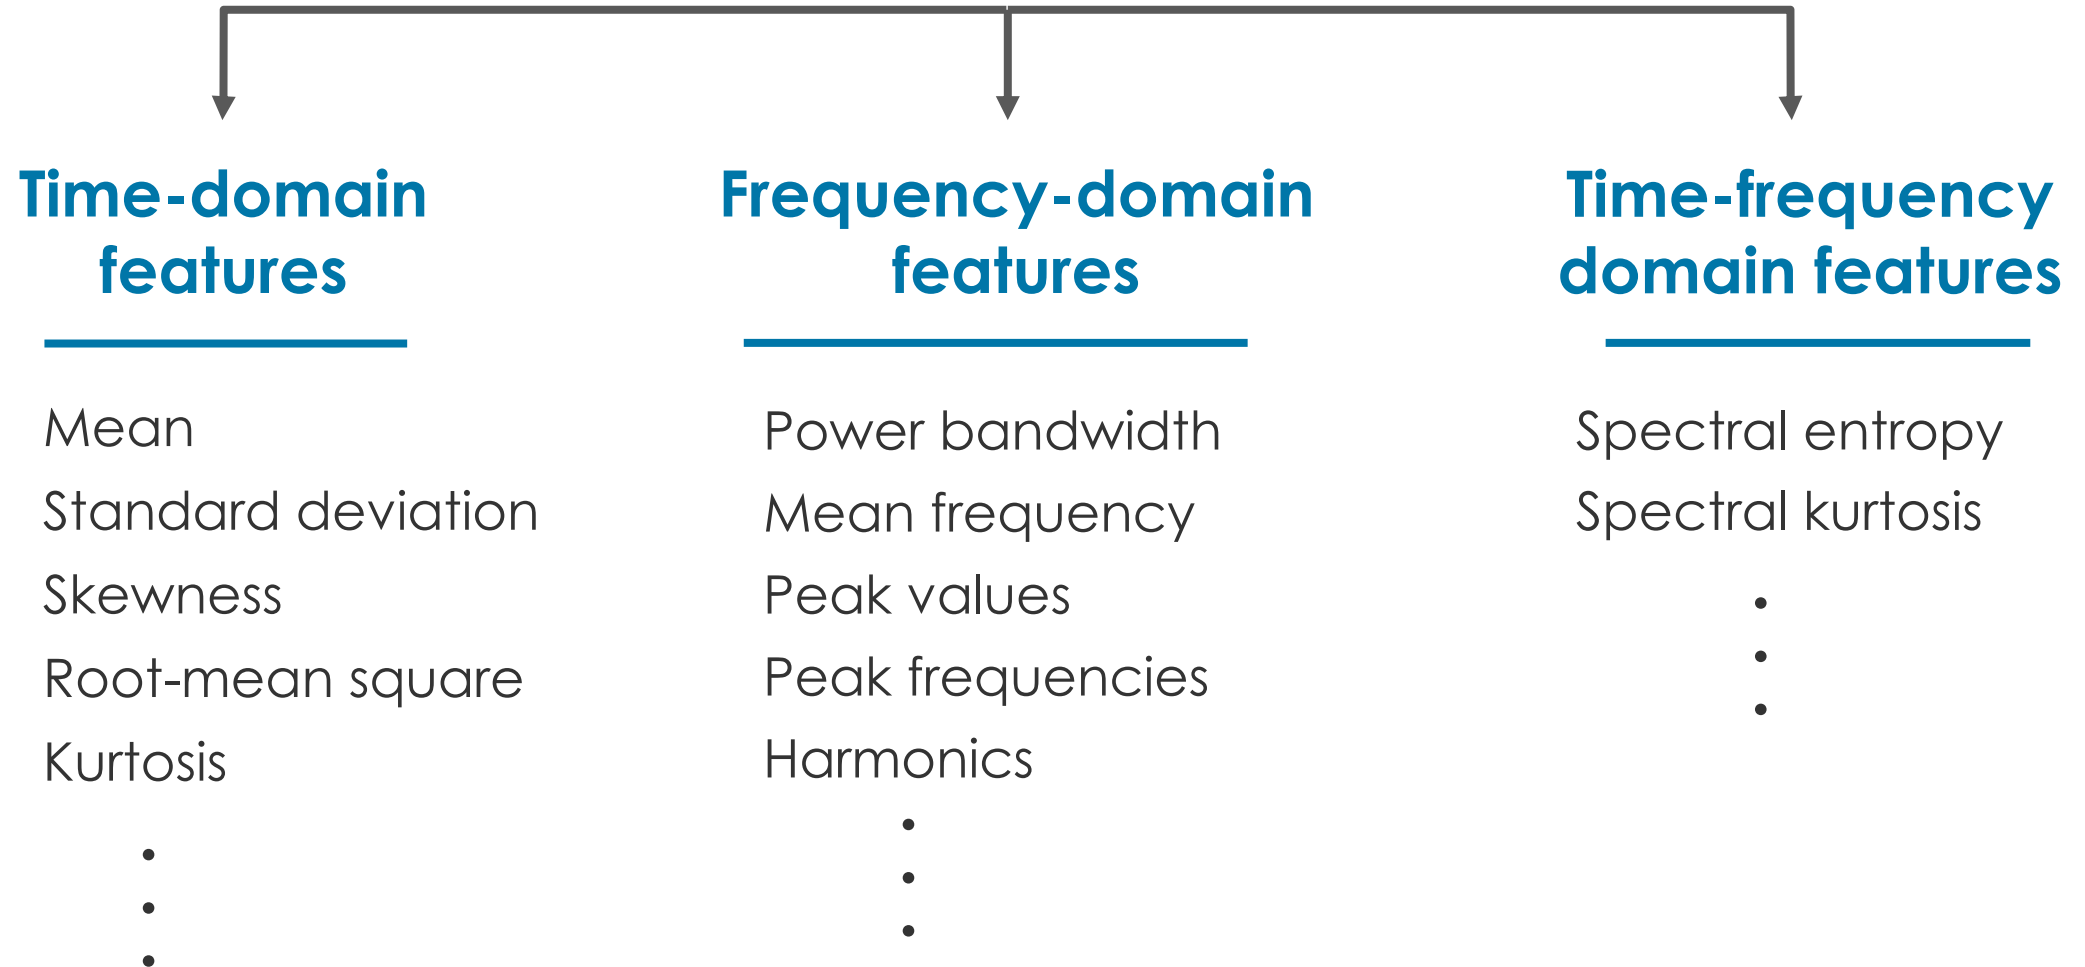 Time-domain
features
Mean
Standard deviation
Skewness
Root-mean square
Kurtosis
Frequency-domain
features
Power bandwidth
Mean frequency
Peak values
Peak frequencies
Harmonics
Time-frequency
domain features
Spectral entropy
Spectral kurtosis